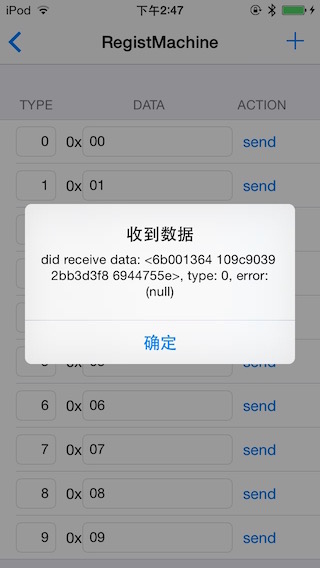 iPod 下午2:47
RegistMachine
TYPE DATA ACTION
0 0x 00 send
1 0x 01 send
收到数据
did receive data: <6b001364 109c9039
2bb3d3f8 6944755e>, type: 0, error:
(null)
确定
6 0x 06 send
7 0x 07 send
8 0x 08 send
9 0x 09 send